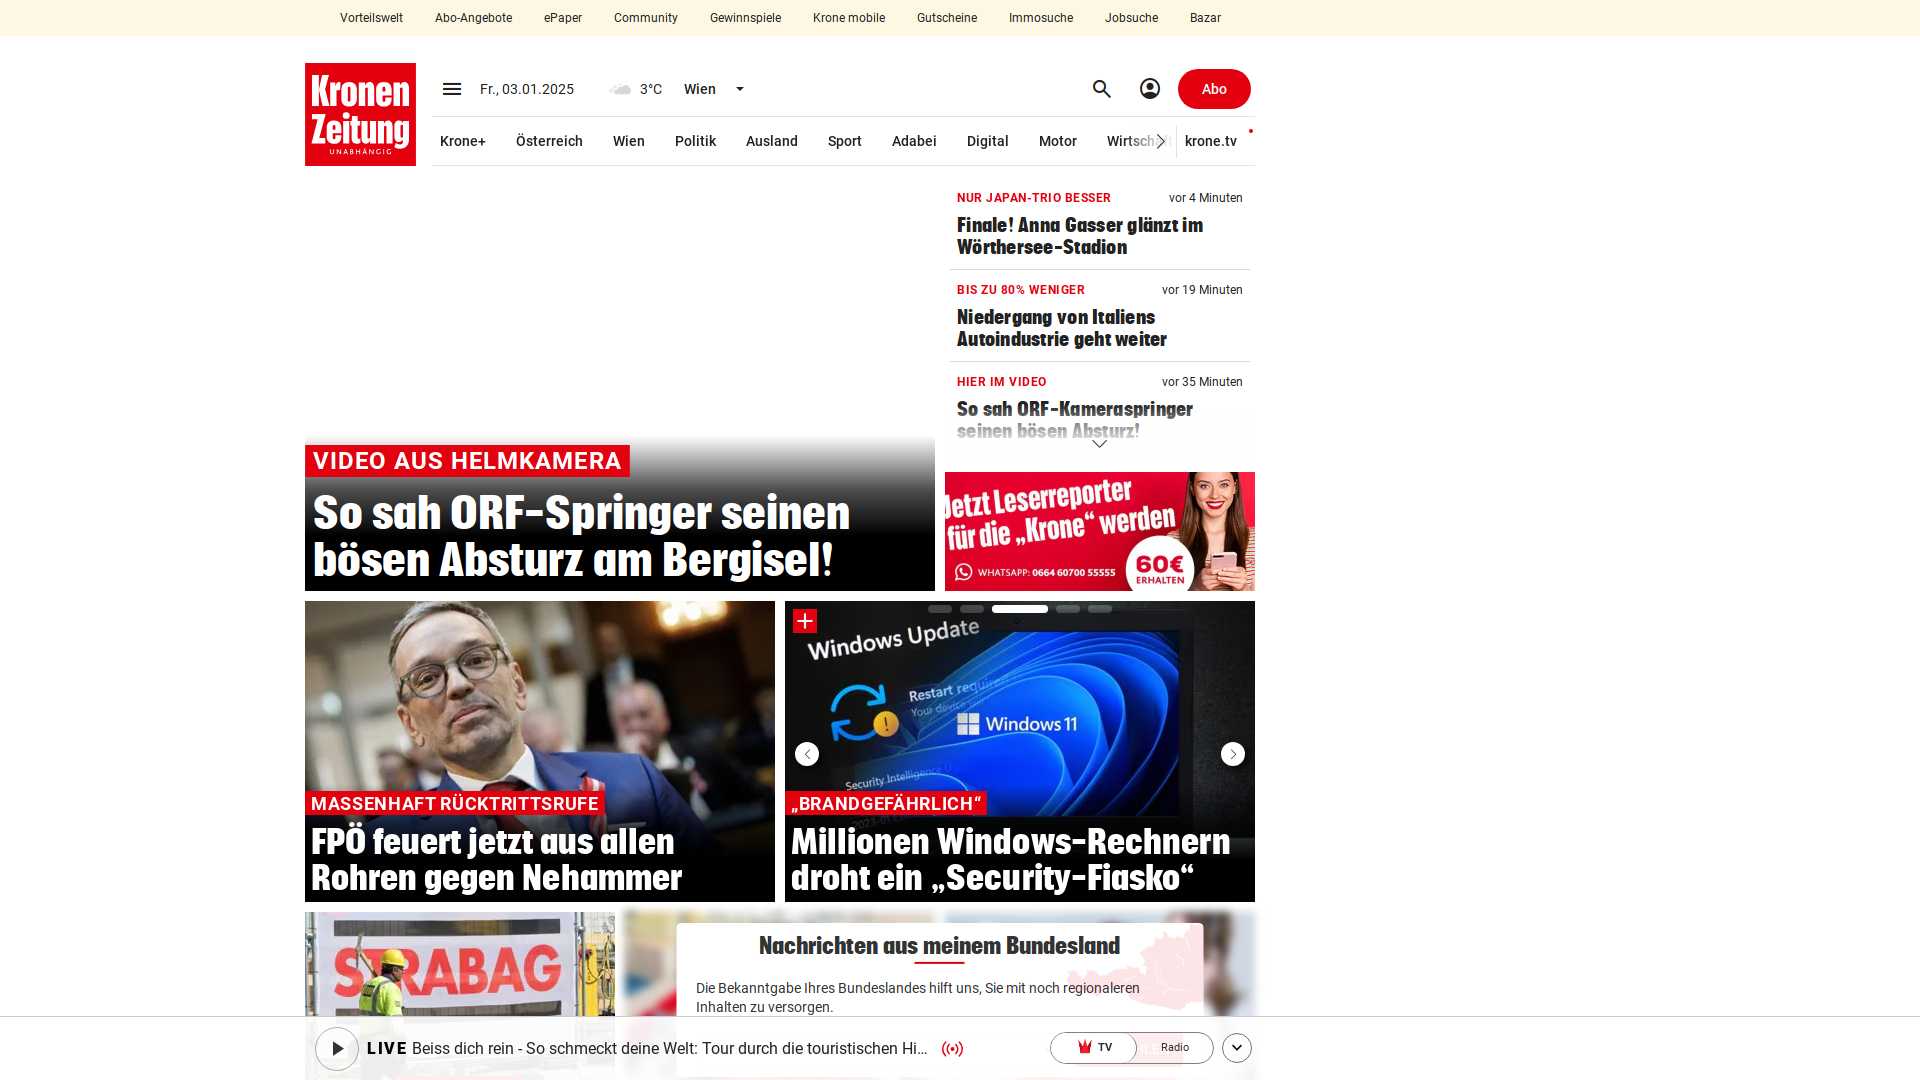 Vorteilswelt Abo-Angebote ePaper Community Gewinnspiele Krone mobile Gutscheine Immosuche Jobsuche Bazar
Kronen
Zeitung
UNABHÄNGIG
Fr., 03.01.2025 3°C Wien
Abo
Krone+ Österreich Wien Politik Ausland Sport Adabei Digital Motor krone.tv
NUR JAPAN-TRIO BESSER vor 4 Minuten
Finale! Anna Gasser glänzt im
Wörthersee-Stadion
BIS ZU 80% WENIGER vor 19 Minuten
Niedergang von Italiens
Autoindustrie geht weiter
HIER IM VIDEO vor 35 Minuten
So sah ORF-Kameraspringer
seinen bösen Absturz!
VIDEO AUS HELMKAMERA
So sah ORF-Springer seinen
bösen Absturz am Bergisel!
Jetzt Leserreporter
für die „Krone“ werden
WHATSAPP: 0664 60700 55555
60€
ERHALTEN
MASSENHAFT RÜCKTRITTSRUFE
FPÖ feuert jetzt aus allen
Rohren gegen Nehammer
Windows Update
Restart required
Your device
Windows 11
Security Intelligence
„BRANDGEFÄHRLICH“
Millionen Windows-Rechnern
droht ein „Security-Fiasko“
STRABAG
Nachrichten aus meinem Bundesland
Die Bekanntgabe Ihres Bundeslandes hilft uns, Sie mit noch regionaleren
Inhalten zu versorgen.
LIVE Beiss dich rein - So schmeckt deine Welt: Tour durch die touristischen Hi...
TV Radio